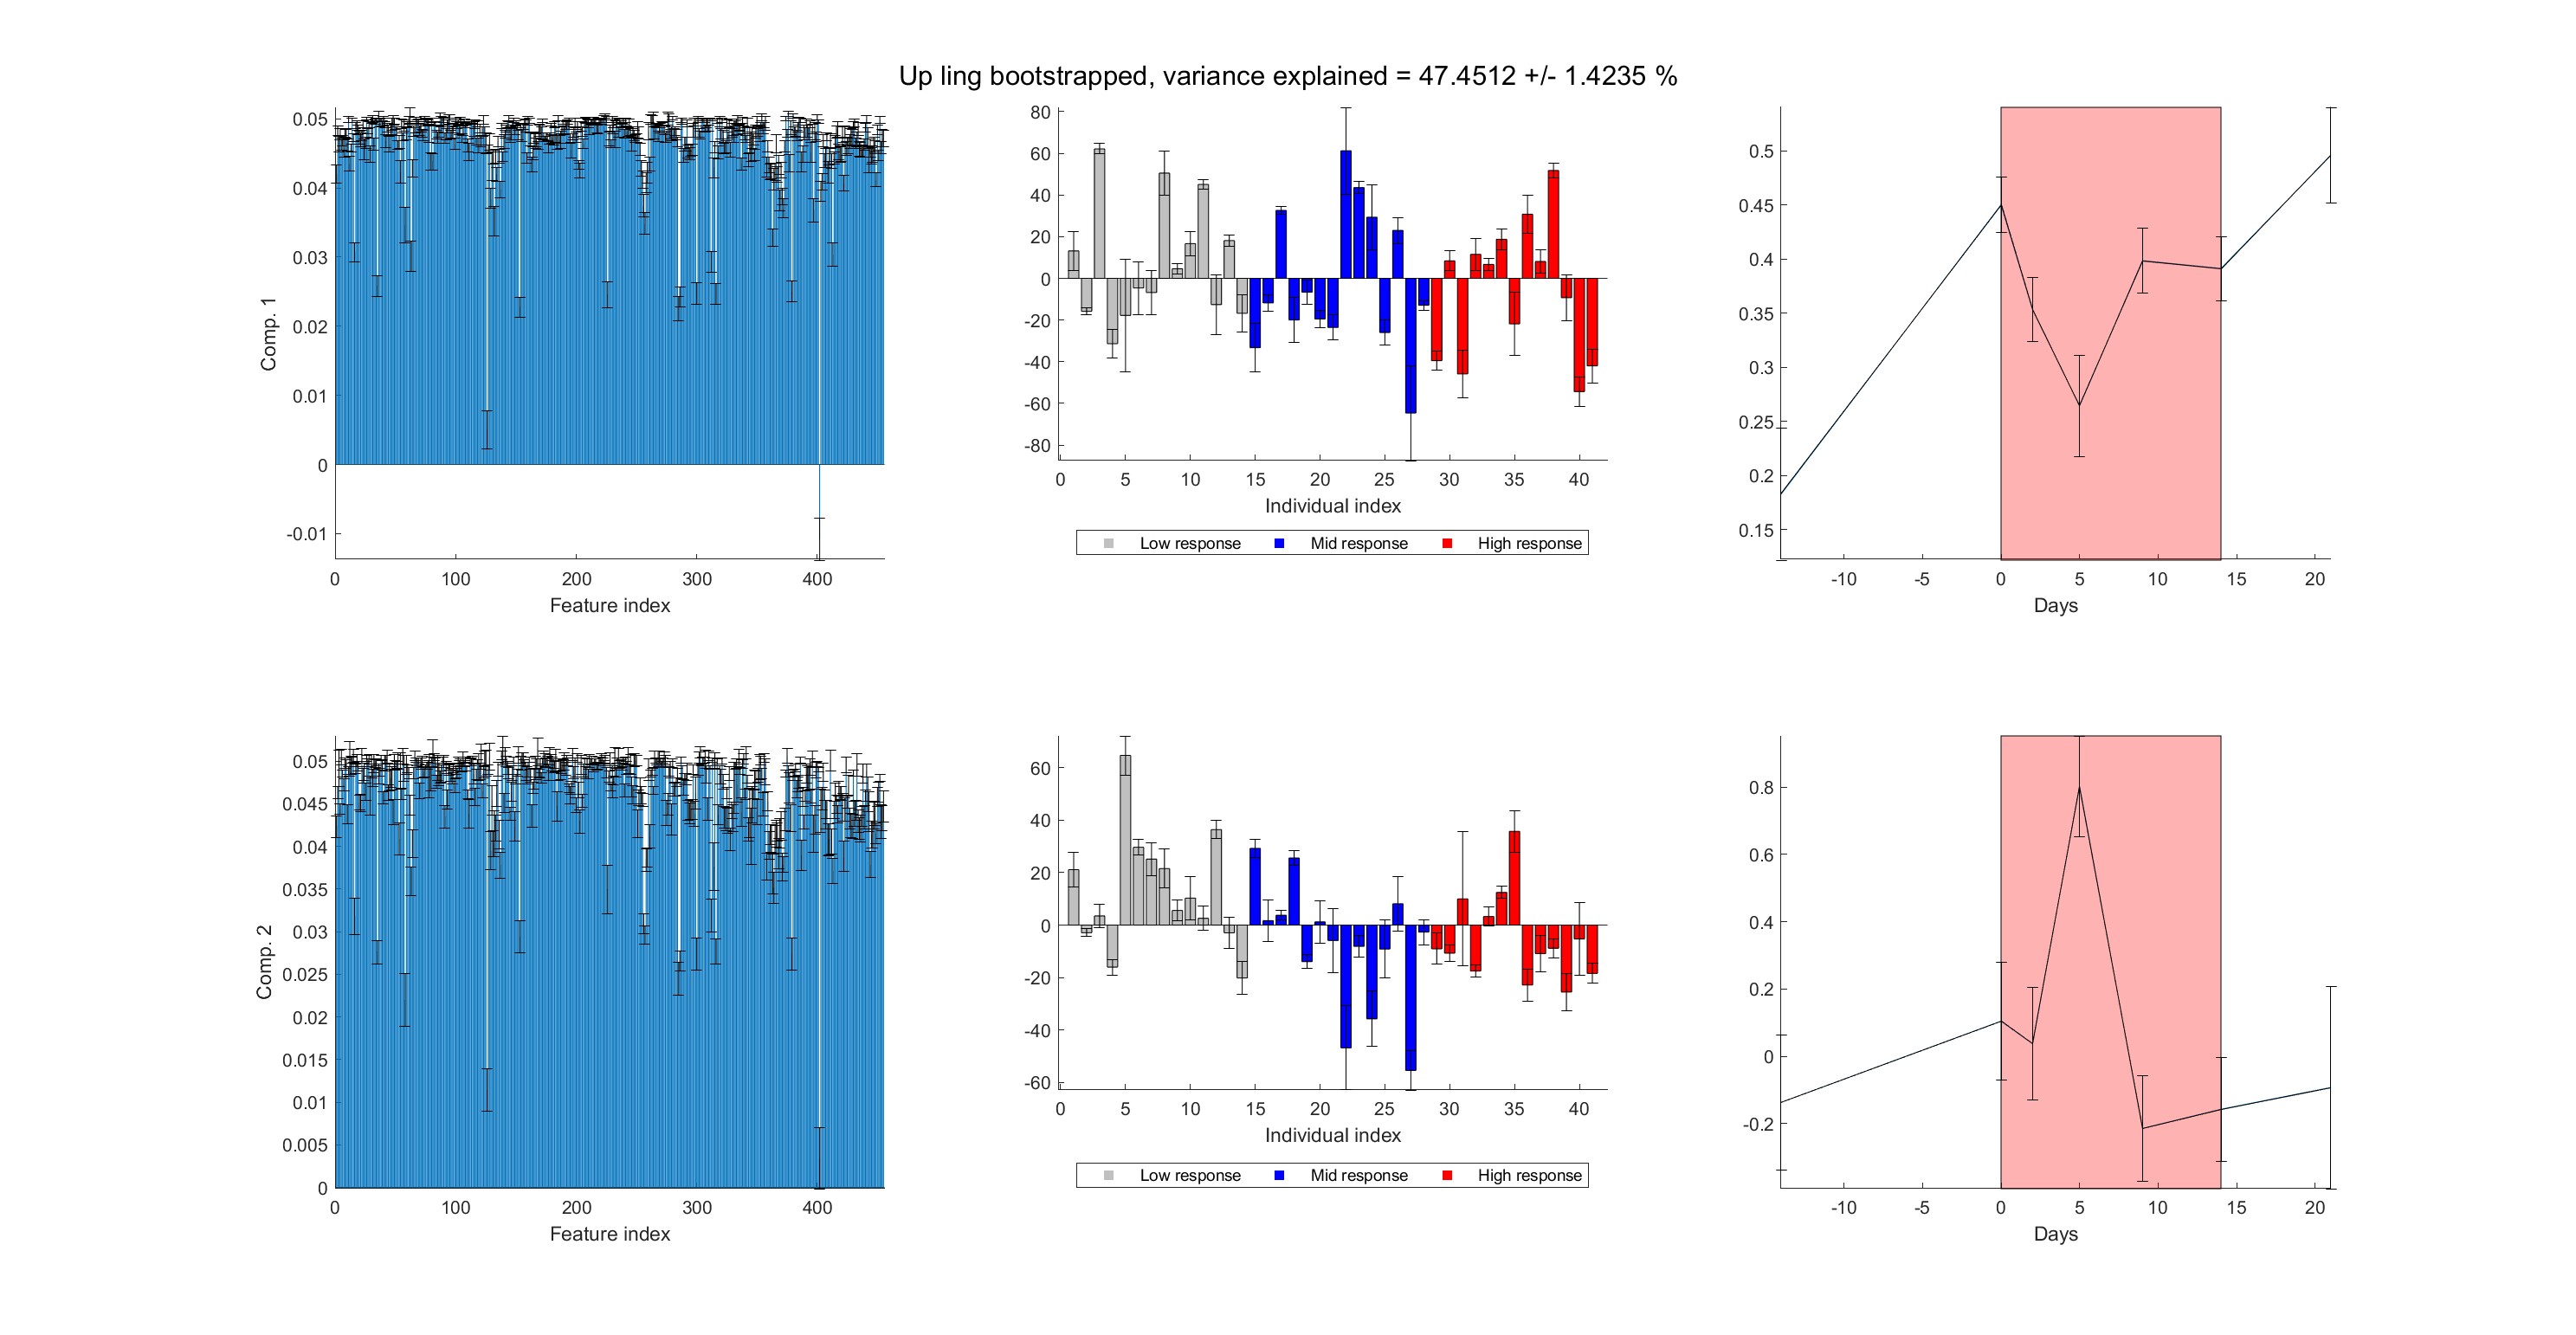 Up ling bootstrapped, variance explained = 47.4512 +/- 1.4235 %
Comp. 1
0.05
0.04
0.03
0.02
0.01
0
-0.01
0 100 200 300 400
Feature index
80
60
40
20
0
-20
-40
-60
-80
0 5 10 15 20 25 30 35 40
Individual index
Low response Mid response High response
0.5
0.45
0.4
0.35
0.3
0.25
0.2
0.15
-10 -5 0 5 10 15 20
Days
Comp. 2
0.05
0.045
0.04
0.035
0.03
0.025
0.02
0.015
0.01
0.005
0
0 100 200 300 400
Feature index
60
40
20
0
-20
-40
-60
0 5 10 15 20 25 30 35 40
Individual index
Low response Mid response High response
0.8
0.6
0.4
0.2
0
-0.2
-10 -5 0 5 10 15 20
Days